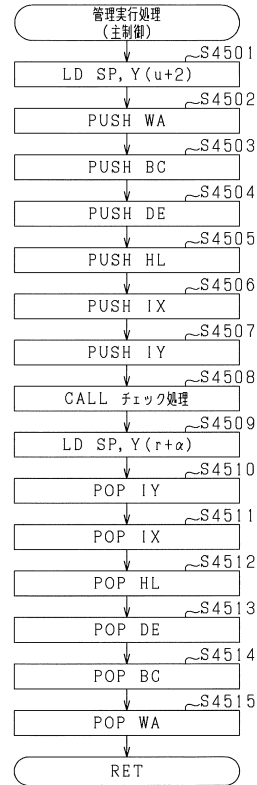 管理実行処理
(主制御)
S4501
LD SP, Y(u+2)
S4502
PUSH WA
S4503
PUSH BC
S4504
PUSH DE
S4505
PUSH HL
S4506
PUSH IX
S4507
PUSH IY
S4508
CALL チェック処理
S4509
LD SP, Y(r+α)
S4510
POP IY
S4511
POP IX
S4512
POP HL
S4513
POP DE
S4514
POP BC
S4515
POP WA
RET